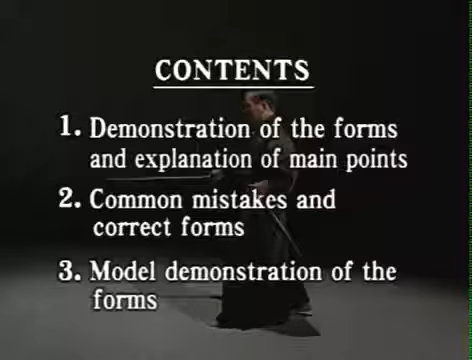 CONTENTS
1. Demonstration of the forms
and explanation of main points
2. Common mistakes and
correct forms
3. Model demonstration of the
forms